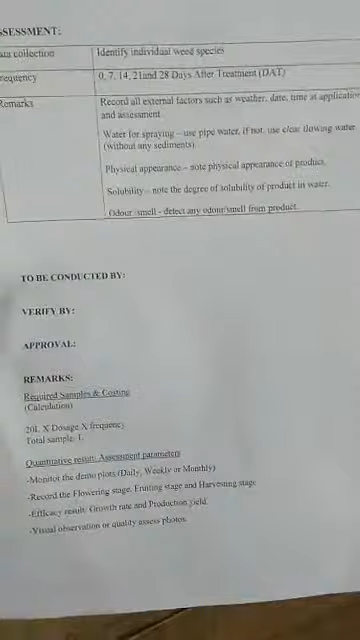 SSESSMENT:
ata collection Identify individual weed species
requency 0, 7, 14, 21and 28 Days After Treatment (DAT)
Remarks Record all external factors such as weather, date, time at application
and assessment.
Water for spraying – use pipe water, if not, use clear flowing water
(without any sediments).
Physical appearance – note physical appearance of product.
Solubility – note the degree of solubility of product in water.
Odour/smell - detect any odour/smell from product.
TO BE CONDUCTED BY:
VERIFY BY:
APPROVAL:
REMARKS:
Required Samples & Costing
(Calculation)
20L X Dosage X frequency
Total sample: L
Quantitative result: Assessment parameters
-Monitor the demo plots (Daily, Weekly or Monthly)
-Record the Flowering stage, Fruiting stage and Harvesting stage
-Efficacy result: Growth rate and Production yield.
-Visual observation or quality assess photos.